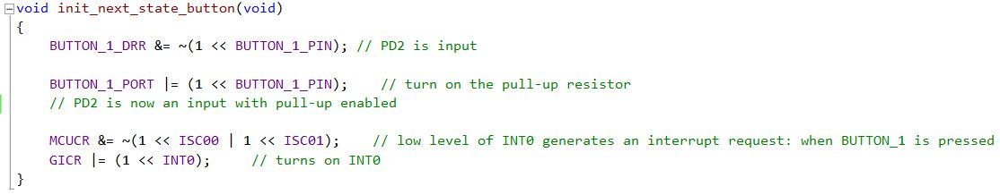 void init_next_state_button(void)
{
    BUTTON_1_DRR &= ~(1 << BUTTON_1_PIN); // PD2 is input
    BUTTON_1_PORT |= (1 << BUTTON_1_PIN);    // turn on the pull-up resistor
    // PD2 is now an input with pull-up enabled
    MCUCR &= ~(1 << ISC00 | 1 << ISC01);    // low level of INT0 generates an interrupt request: when BUTTON_1 is pressed
    GICR |= (1 << INT0);     // turns on INT0
}